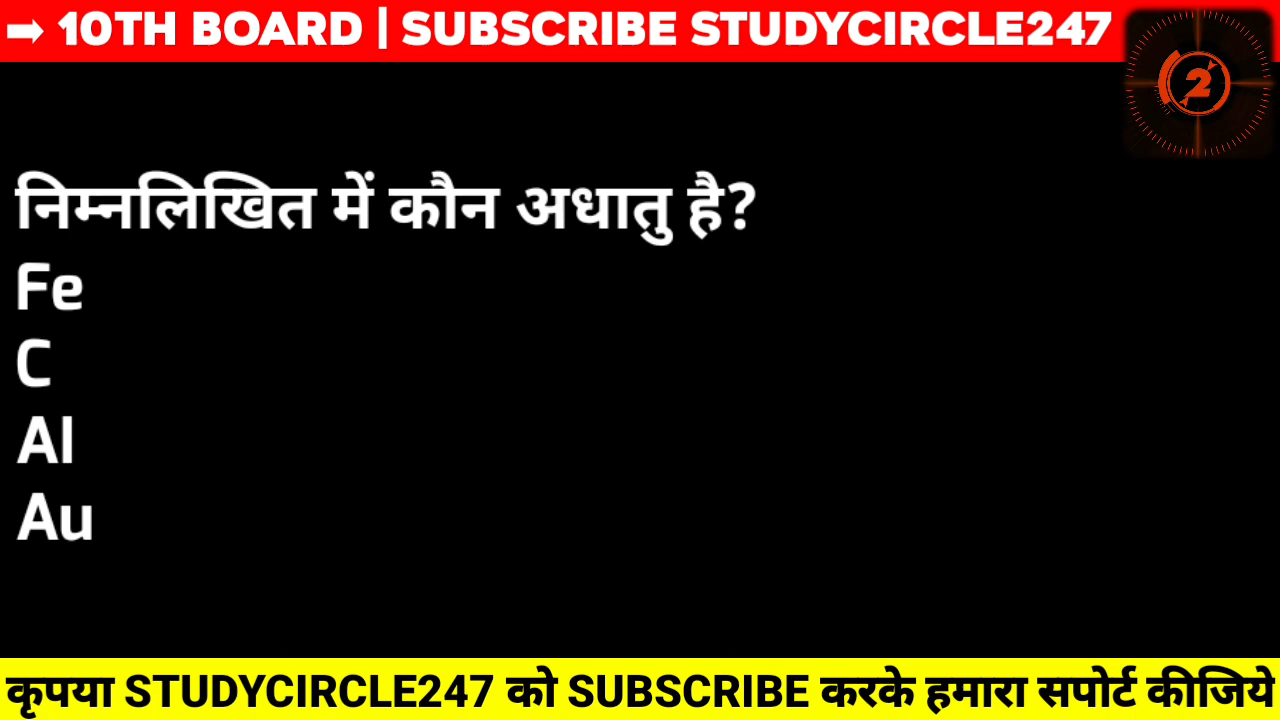 ➡ 10TH BOARD | SUBSCRIBE STUDYCIRCLE247
2
निम्नलिखित में कौन अधातु है?
Fe
C
Al
Au
कृपया STUDYCIRCLE247 को SUBSCRIBE करके हमारा सपोर्ट कीजिये